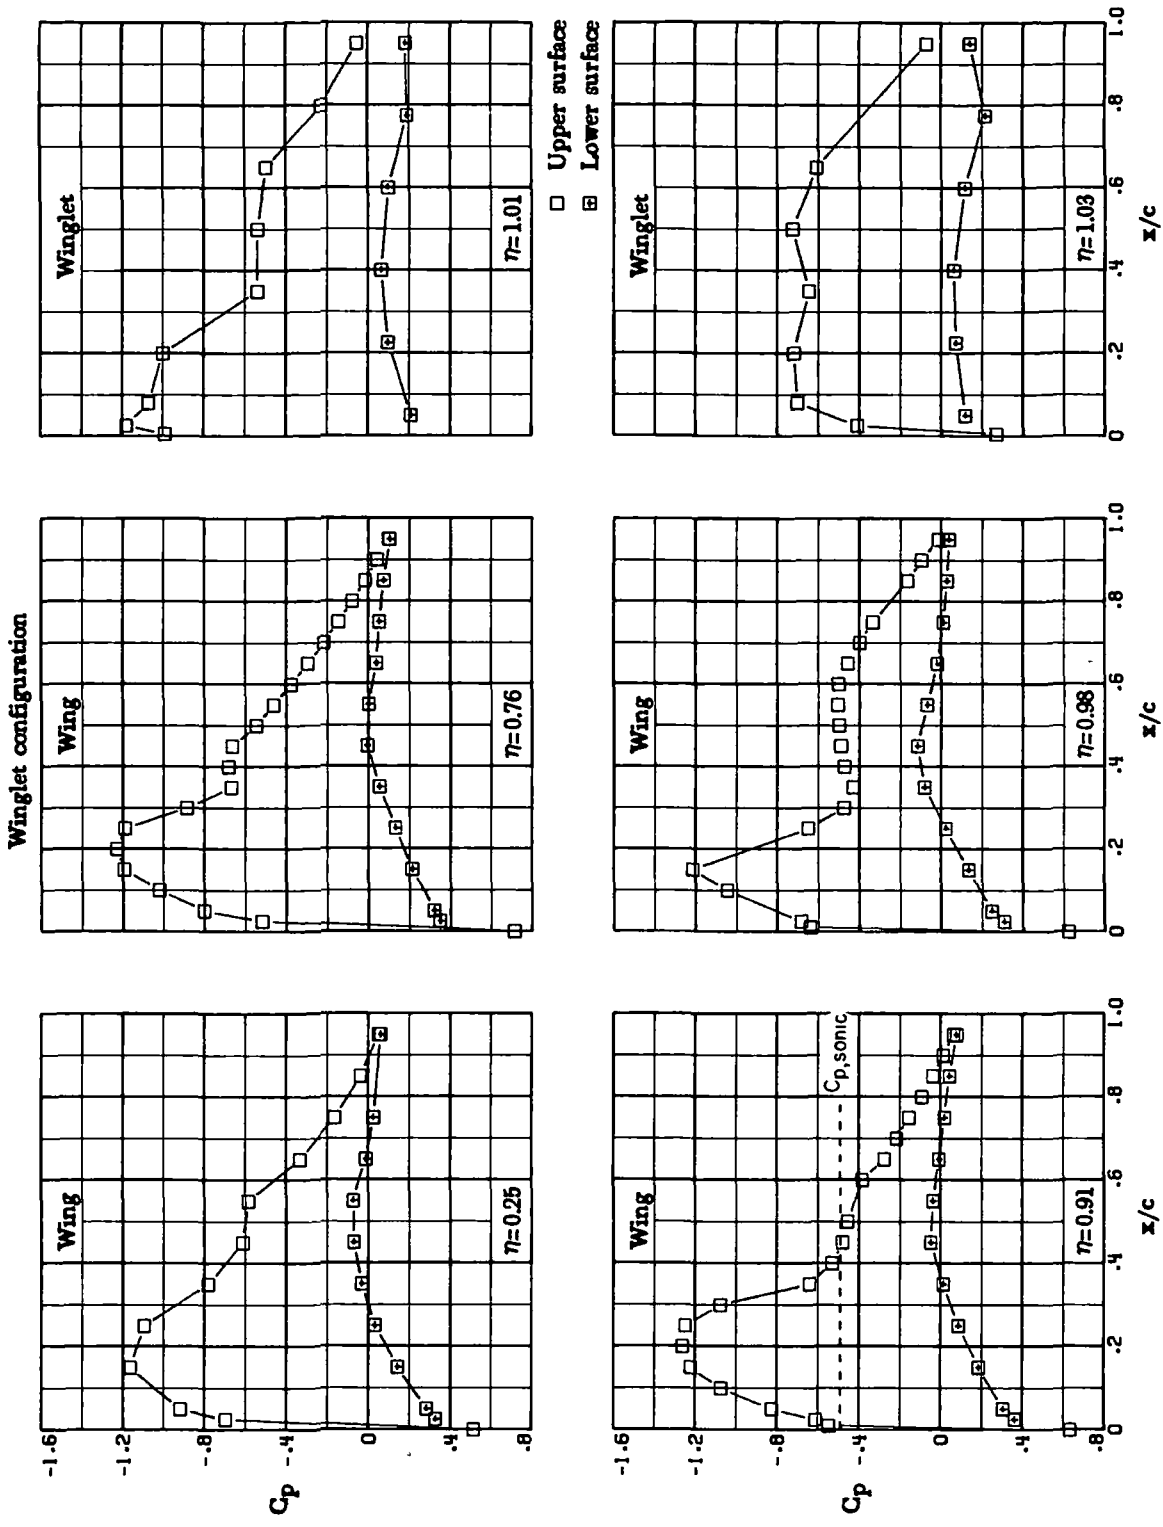 Winglet configuration
Wing Wing Winglet
-1.6
-1.2
-.8
-.4
Cp 0
.4
.8
η=0.25 η=0.76 η=1.01
Upper surface
Lower surface
Wing Wing Winglet
-1.6
-1.2
-.8
-.4
Cp 0
.4
.8
Cp,sonic
η=0.91 η=0.98 η=1.03
0 .2 .4 .6 .8 1.0 0 .2 .4 .6 .8 1.0 0 .2 .4 .6 .8 1.0
x/c x/c x/c